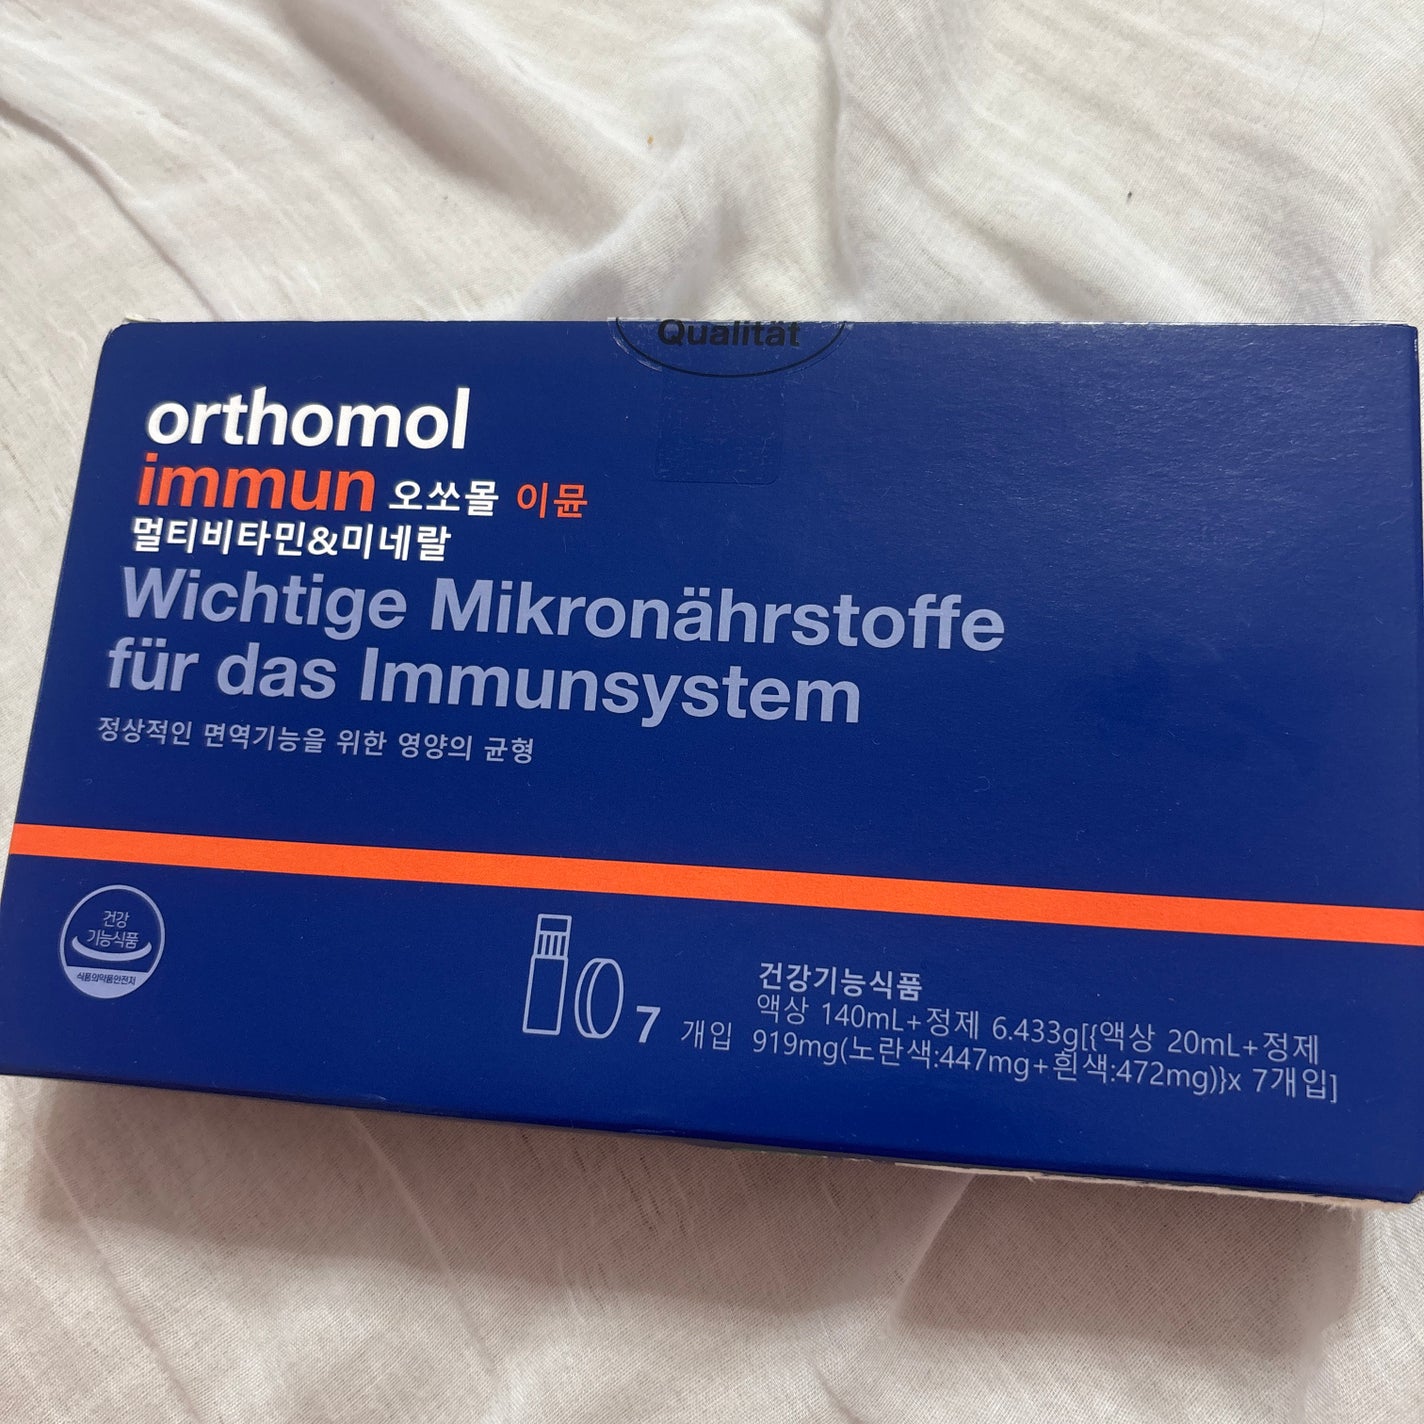 Qualität
orthomol
immun 오쏘몰 이뮨
멀티비타민&미네랄
Wichtige Mikronährstoffe
für das Immunsystem
정상적인 면역기능을 위한 영양의 균형
건강
기능식품
식품의약품안전처
7 개입
건강기능식품
액상 140mL+정제 6.433g[{액상 20mL+정제
919mg(노란색:447mg+흰색:472mg)}x 7개입]